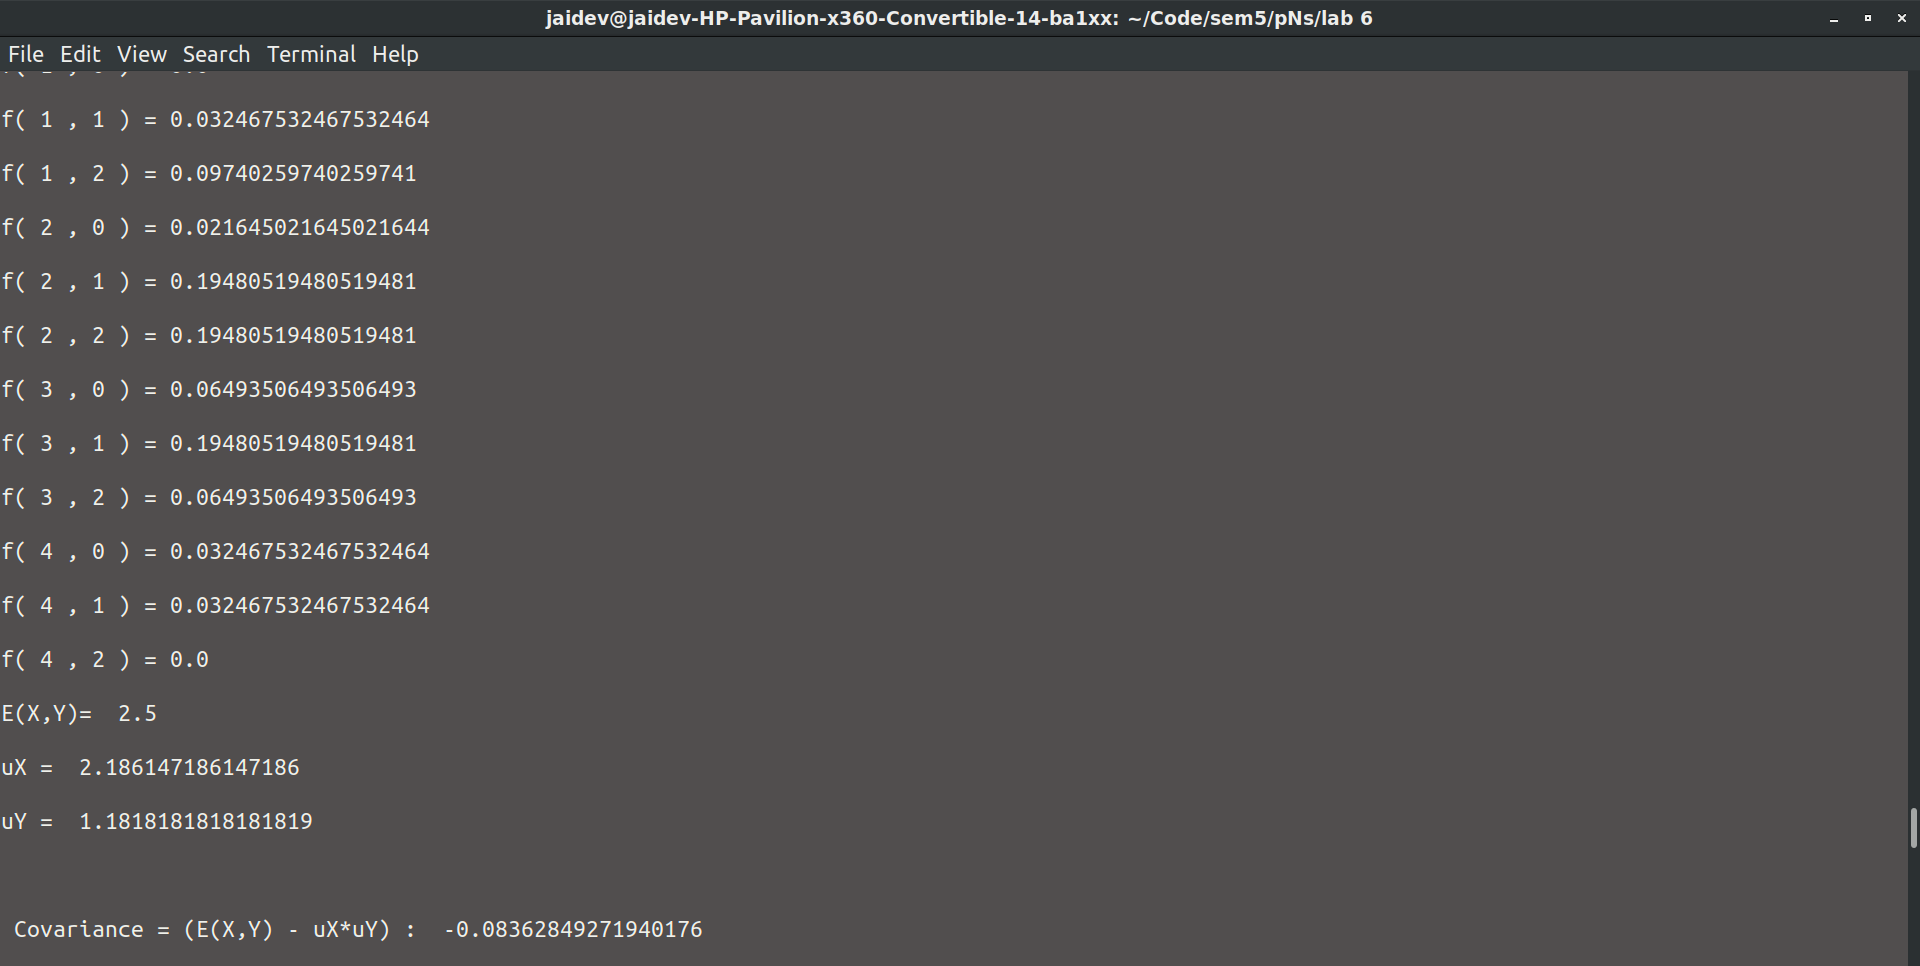 jaidev@jaidev-HP-Pavilion-x360-Convertible-14-ba1xx: ~/Code/sem5/pNs/lab 6
File Edit View Search Terminal Help
f( 1 , 1 ) = 0.032467532467532464
f( 1 , 2 ) = 0.09740259740259741
f( 2 , 0 ) = 0.021645021645021644
f( 2 , 1 ) = 0.19480519480519481
f( 2 , 2 ) = 0.19480519480519481
f( 3 , 0 ) = 0.06493506493506493
f( 3 , 1 ) = 0.19480519480519481
f( 3 , 2 ) = 0.06493506493506493
f( 4 , 0 ) = 0.032467532467532464
f( 4 , 1 ) = 0.032467532467532464
f( 4 , 2 ) = 0.0
E(X,Y)=  2.5
uX =  2.186147186147186
uY =  1.1818181818181819
Covariance = (E(X,Y) - uX*uY) :  -0.08362849271940176